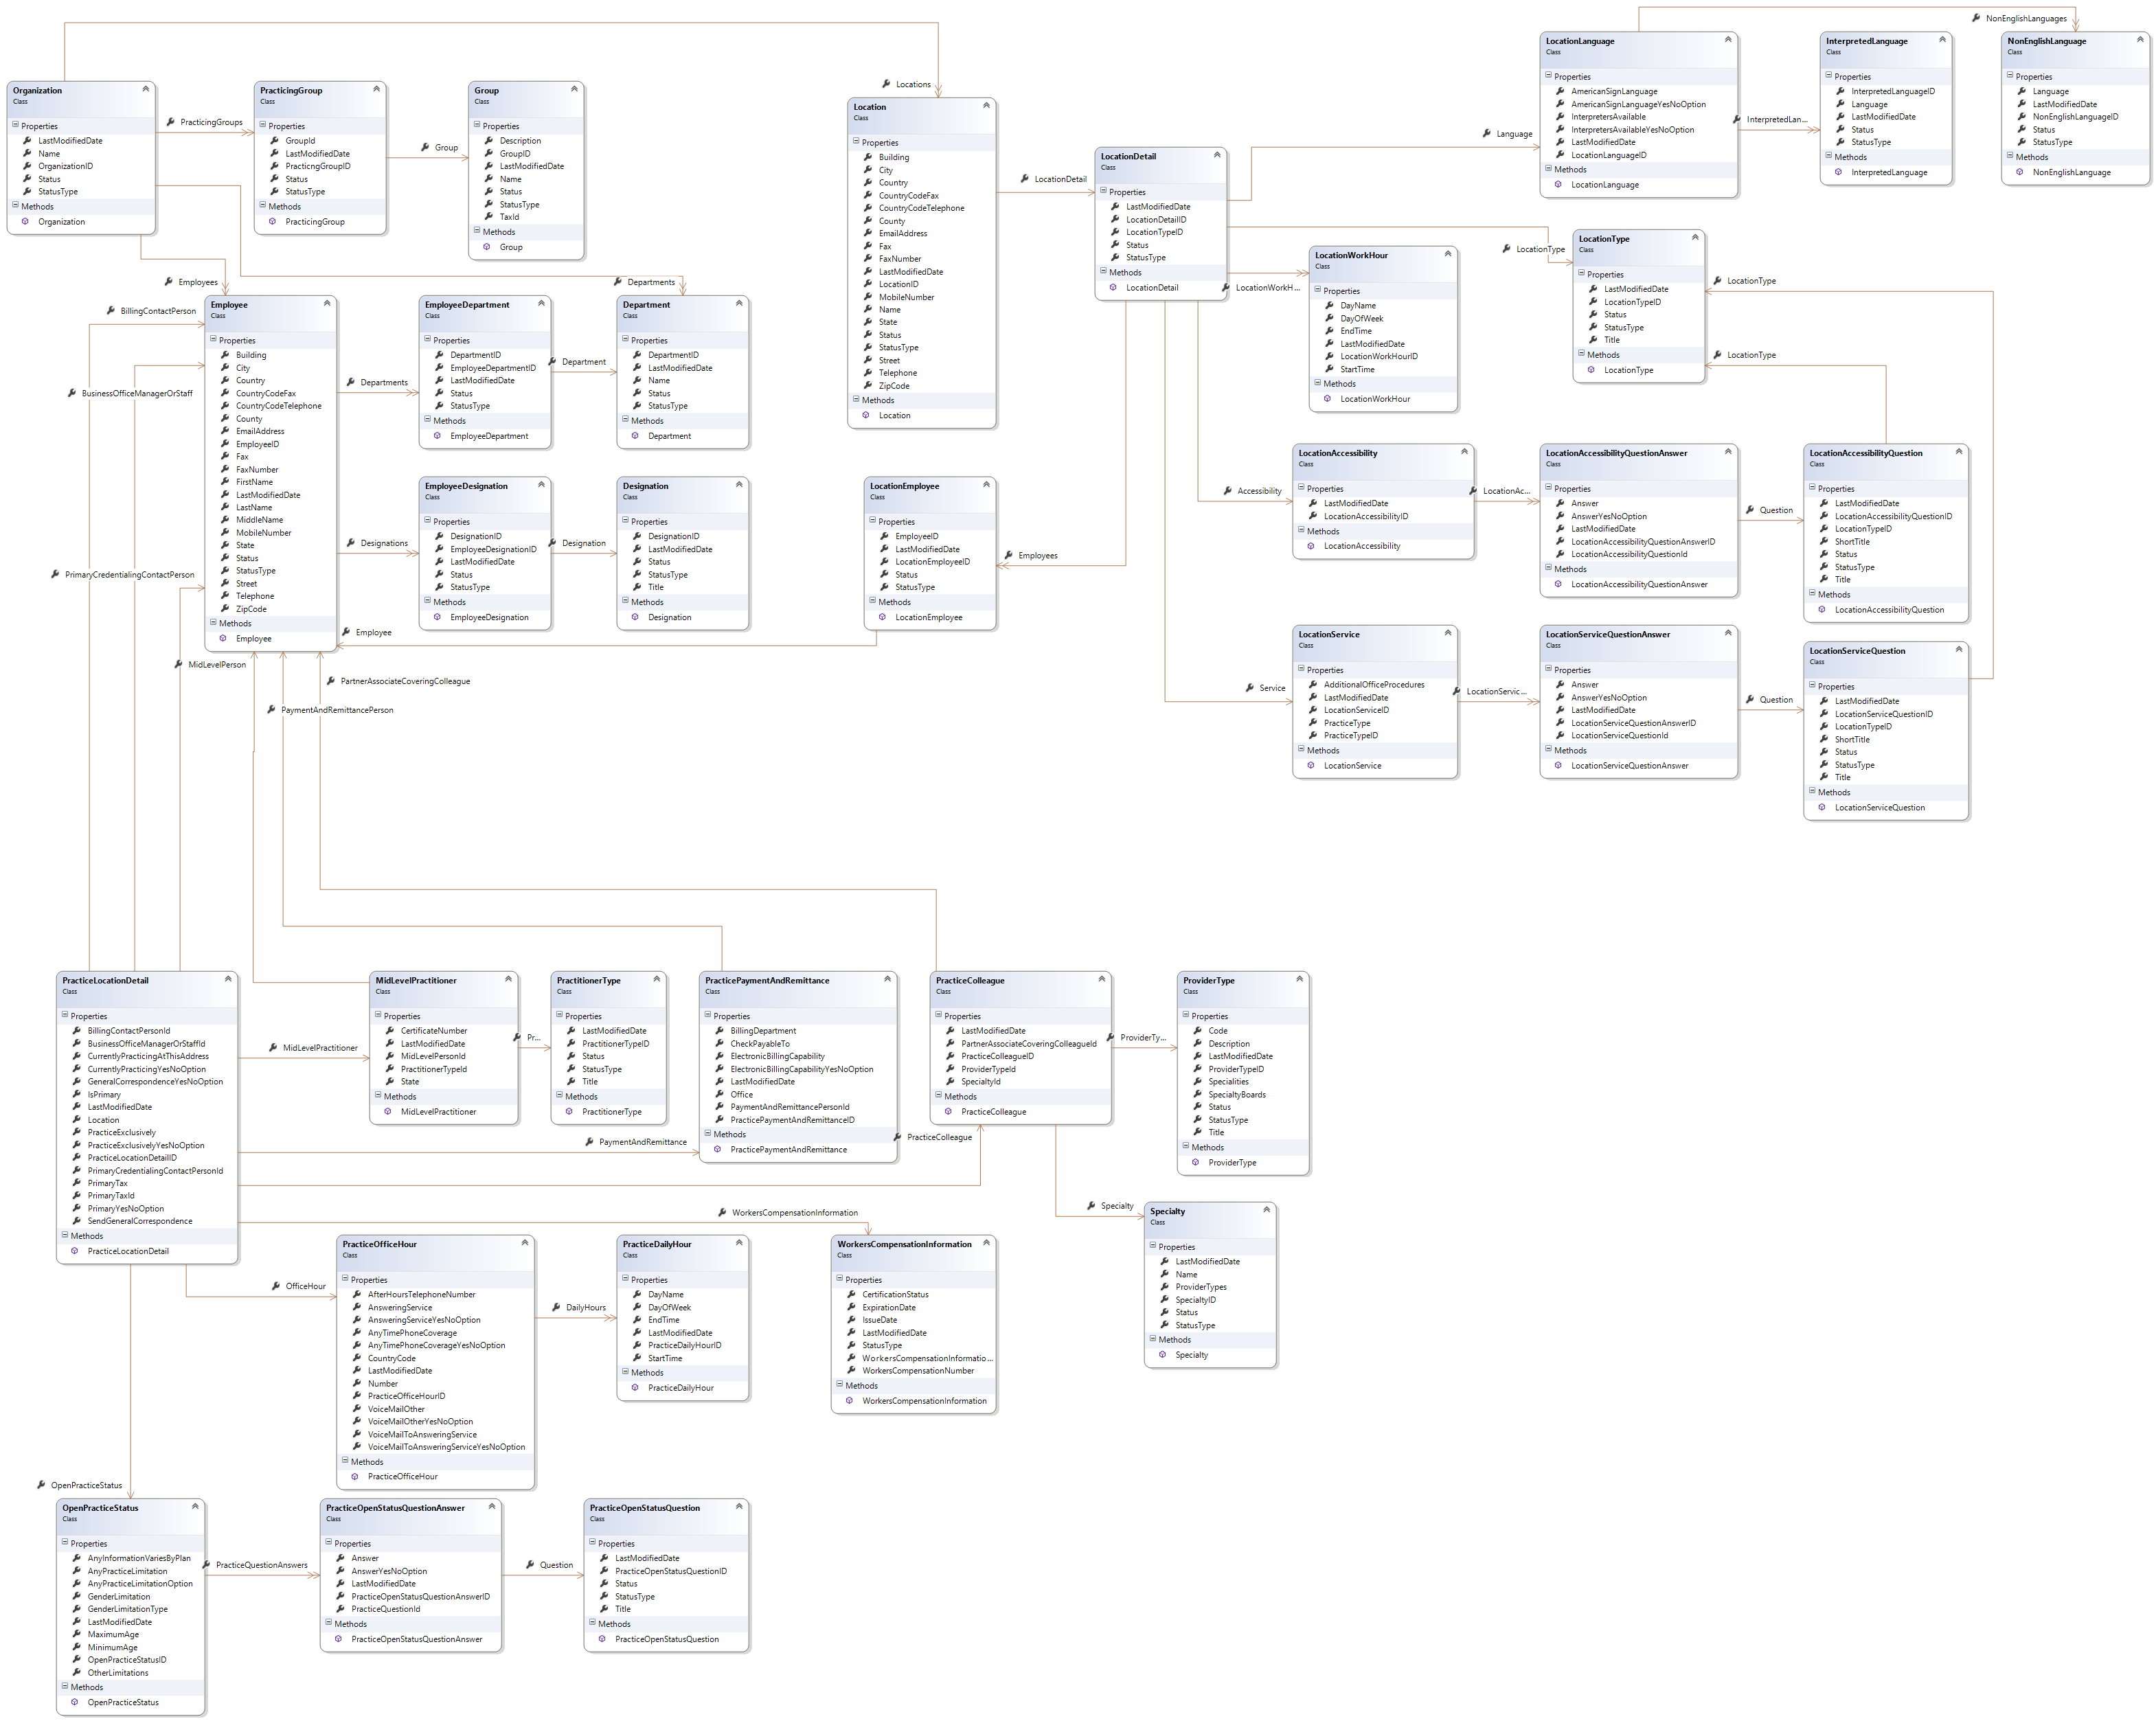 NonEnglishLanguages
Locations
Organization
Class
Properties
LastModifiedDate
Name
OrganizationID
Status
StatusType
Methods
Organization
PracticingGroups
PracticingGroup
Class
Properties
GroupId
LastModifiedDate
PracticngGroupID
Status
StatusType
Methods
PracticingGroup
Group
Group
Class
Properties
Description
GroupID
LastModifiedDate
Name
Status
StatusType
TaxId
Methods
Group
Location
Class
Properties
Building
City
Country
CountryCodeFax
CountryCodeTelephone
County
EmailAddress
Fax
FaxNumber
LastModifiedDate
LocationID
MobileNumber
Name
State
Status
StatusType
Street
Telephone
ZipCode
Methods
Location
LocationDetail
LocationDetail
Class
Properties
LastModifiedDate
LocationDetailID
LocationTypeID
Status
StatusType
Methods
LocationDetail
Language
LocationLanguage
Class
Properties
AmericanSignLanguage
AmericanSignLanguageYesNoOption
InterpretersAvailable
InterpretersAvailableYesNoOption
LastModifiedDate
LocationLanguageID
Methods
LocationLanguage
InterpretedLan...
InterpretedLanguage
Class
Properties
InterpretedLanguageID
Language
LastModifiedDate
Status
StatusType
Methods
InterpretedLanguage
NonEnglishLanguage
Class
Properties
Language
LastModifiedDate
NonEnglishLanguageID
Status
StatusType
Methods
NonEnglishLanguage
LocationType
LocationType
Class
Properties
LastModifiedDate
LocationTypeID
Status
StatusType
Title
Methods
LocationType
LocationType
LocationType
LocationWorkH...
LocationWorkHour
Class
Properties
DayName
DayOfWeek
EndTime
LastModifiedDate
LocationWorkHourID
StartTime
Methods
LocationWorkHour
Employees
Departments
BillingContactPerson
BusinessOfficeManagerOrStaff
PrimaryCredentialingContactPerson
Employee
Class
Properties
Building
City
Country
CountryCodeFax
CountryCodeTelephone
County
EmailAddress
EmployeeID
Fax
FaxNumber
FirstName
LastModifiedDate
LastName
MiddleName
MobileNumber
State
Status
StatusType
Street
Telephone
ZipCode
Methods
Employee
Departments
EmployeeDepartment
Class
Properties
DepartmentID
EmployeeDepartmentID
LastModifiedDate
Status
StatusType
Methods
EmployeeDepartment
Department
Department
Class
Properties
DepartmentID
LastModifiedDate
Name
Status
StatusType
Methods
Department
Designations
EmployeeDesignation
Class
Properties
DesignationID
EmployeeDesignationID
LastModifiedDate
Status
StatusType
Methods
EmployeeDesignation
Designation
Designation
Class
Properties
DesignationID
LastModifiedDate
Status
StatusType
Title
Methods
Designation
LocationEmployee
Class
Properties
EmployeeID
LastModifiedDate
LocationEmployeeID
Status
StatusType
Methods
LocationEmployee
Employees
Employee
Accessibility
LocationAccessibility
Class
Properties
LastModifiedDate
LocationAccessibilityID
Methods
LocationAccessibility
LocationAc...
LocationAccessibilityQuestionAnswer
Class
Properties
Answer
AnswerYesNoOption
LastModifiedDate
LocationAccessibilityQuestionAnswerID
LocationAccessibilityQuestionId
Methods
LocationAccessibilityQuestionAnswer
Question
LocationAccessibilityQuestion
Class
Properties
LastModifiedDate
LocationAccessibilityQuestionID
LocationTypeID
ShortTitle
Status
StatusType
Title
Methods
LocationAccessibilityQuestion
Service
LocationService
Class
Properties
AdditionalOfficeProcedures
LastModifiedDate
LocationServiceID
PracticeType
PracticeTypeID
Methods
LocationService
LocationServic...
LocationServiceQuestionAnswer
Class
Properties
Answer
AnswerYesNoOption
LastModifiedDate
LocationServiceQuestionAnswerID
LocationServiceQuestionId
Methods
LocationServiceQuestionAnswer
Question
LocationServiceQuestion
Class
Properties
LastModifiedDate
LocationServiceQuestionID
LocationTypeID
ShortTitle
Status
StatusType
Title
Methods
LocationServiceQuestion
MidLevelPerson
PartnerAssociateCoveringColleague
PaymentAndRemittancePerson
PracticeLocationDetail
Class
Properties
BillingContactPersonId
BusinessOfficeManagerOrStaffId
CurrentlyPracticingAtThisAddress
CurrentlyPracticingYesNoOption
GeneralCorrespondenceYesNoOption
IsPrimary
LastModifiedDate
Location
PracticeExclusively
PracticeExclusivelyYesNoOption
PracticeLocationDetailID
PrimaryCredentialingContactPersonId
PrimaryTax
PrimaryTaxId
PrimaryYesNoOption
SendGeneralCorrespondence
Methods
PracticeLocationDetail
MidLevelPractitioner
MidLevelPractitioner
Class
Properties
CertificateNumber
LastModifiedDate
MidLevelPersonId
PractitionerTypeId
State
Methods
MidLevelPractitioner
Pr...
PractitionerType
Class
Properties
LastModifiedDate
PractitionerTypeID
Status
StatusType
Title
Methods
PractitionerType
PaymentAndRemittance
PracticePaymentAndRemittance
Class
Properties
BillingDepartment
CheckPayableTo
ElectronicBillingCapability
ElectronicBillingCapabilityYesNoOption
LastModifiedDate
Office
PaymentAndRemittancePersonId
PracticePaymentAndRemittanceID
Methods
PracticePaymentAndRemittance
PracticeColleague
PracticeColleague
Class
Properties
LastModifiedDate
PartnerAssociateCoveringColleagueId
PracticeColleagueID
ProviderTypeId
SpecialtyId
Methods
PracticeColleague
ProviderTy...
ProviderType
Class
Properties
Code
Description
LastModifiedDate
ProviderTypeID
Specialities
SpecialtyBoards
Status
StatusType
Title
Methods
ProviderType
Specialty
Specialty
Class
Properties
LastModifiedDate
Name
ProviderTypes
SpecialtyID
Status
StatusType
Methods
Specialty
WorkersCompensationInformation
OfficeHour
PracticeOfficeHour
Class
Properties
AfterHoursTelephoneNumber
AnsweringService
AnsweringServiceYesNoOption
AnyTimePhoneCoverage
AnyTimePhoneCoverageYesNoOption
CountryCode
LastModifiedDate
Number
PracticeOfficeHourID
VoiceMailOther
VoiceMailOtherYesNoOption
VoiceMailToAnsweringService
VoiceMailToAnsweringServiceYesNoOption
Methods
PracticeOfficeHour
DailyHours
PracticeDailyHour
Class
Properties
DayName
DayOfWeek
EndTime
LastModifiedDate
PracticeDailyHourID
StartTime
Methods
PracticeDailyHour
WorkersCompensationInformation
Class
Properties
CertificationStatus
ExpirationDate
IssueDate
LastModifiedDate
StatusType
WorkersCompensationInformatio...
WorkersCompensationNumber
Methods
WorkersCompensationInformation
OpenPracticeStatus
OpenPracticeStatus
Class
Properties
AnyInformationVariesByPlan
AnyPracticeLimitation
AnyPracticeLimitationOption
GenderLimitation
GenderLimitationType
LastModifiedDate
MaximumAge
MinimumAge
OpenPracticeStatusID
OtherLimitations
Methods
OpenPracticeStatus
PracticeQuestionAnswers
PracticeOpenStatusQuestionAnswer
Class
Properties
Answer
AnswerYesNoOption
LastModifiedDate
PracticeOpenStatusQuestionAnswerID
PracticeQuestionId
Methods
PracticeOpenStatusQuestionAnswer
Question
PracticeOpenStatusQuestion
Class
Properties
LastModifiedDate
PracticeOpenStatusQuestionID
Status
StatusType
Title
Methods
PracticeOpenStatusQuestion